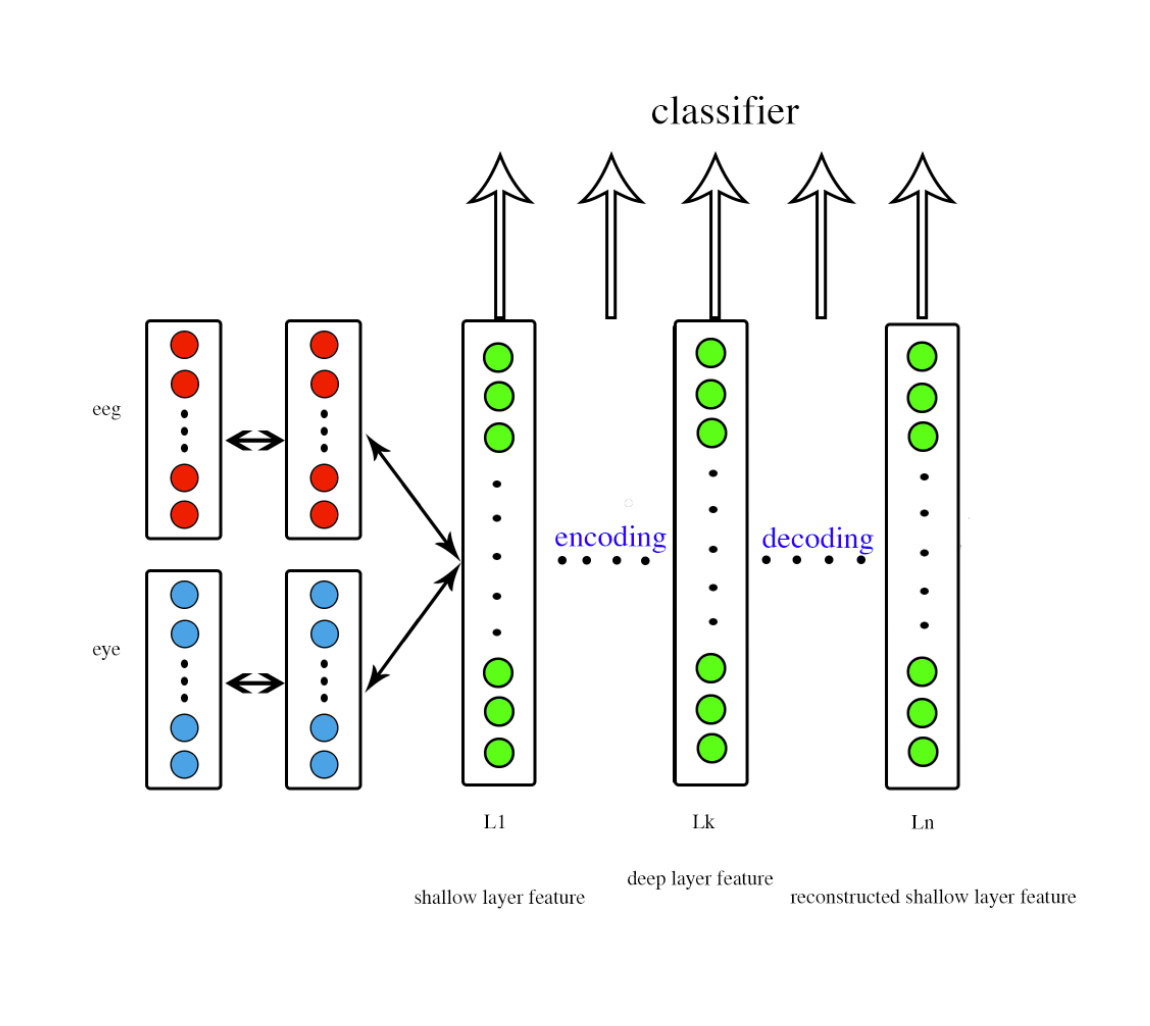 classifier
eeg
encoding
decoding
eye
L1
Lk
Ln
deep layer feature
shallow layer feature
reconstructed shallow layer feature